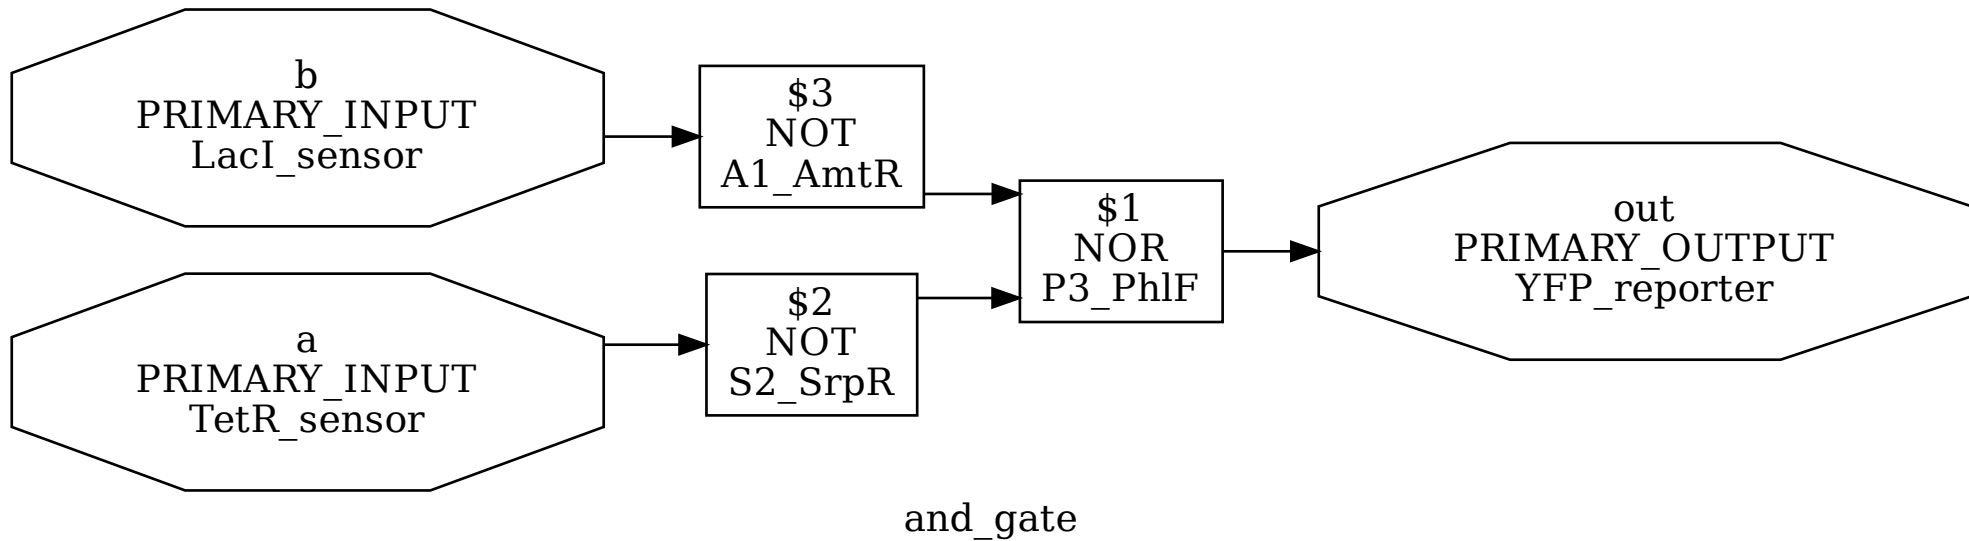 b
PRIMARY_INPUT
LacI_sensor
$3
NOT
A1_AmtR
a
PRIMARY_INPUT
TetR_sensor
$2
NOT
S2_SrpR
$1
NOR
P3_PhlF
out
PRIMARY_OUTPUT
YFP_reporter
and_gate